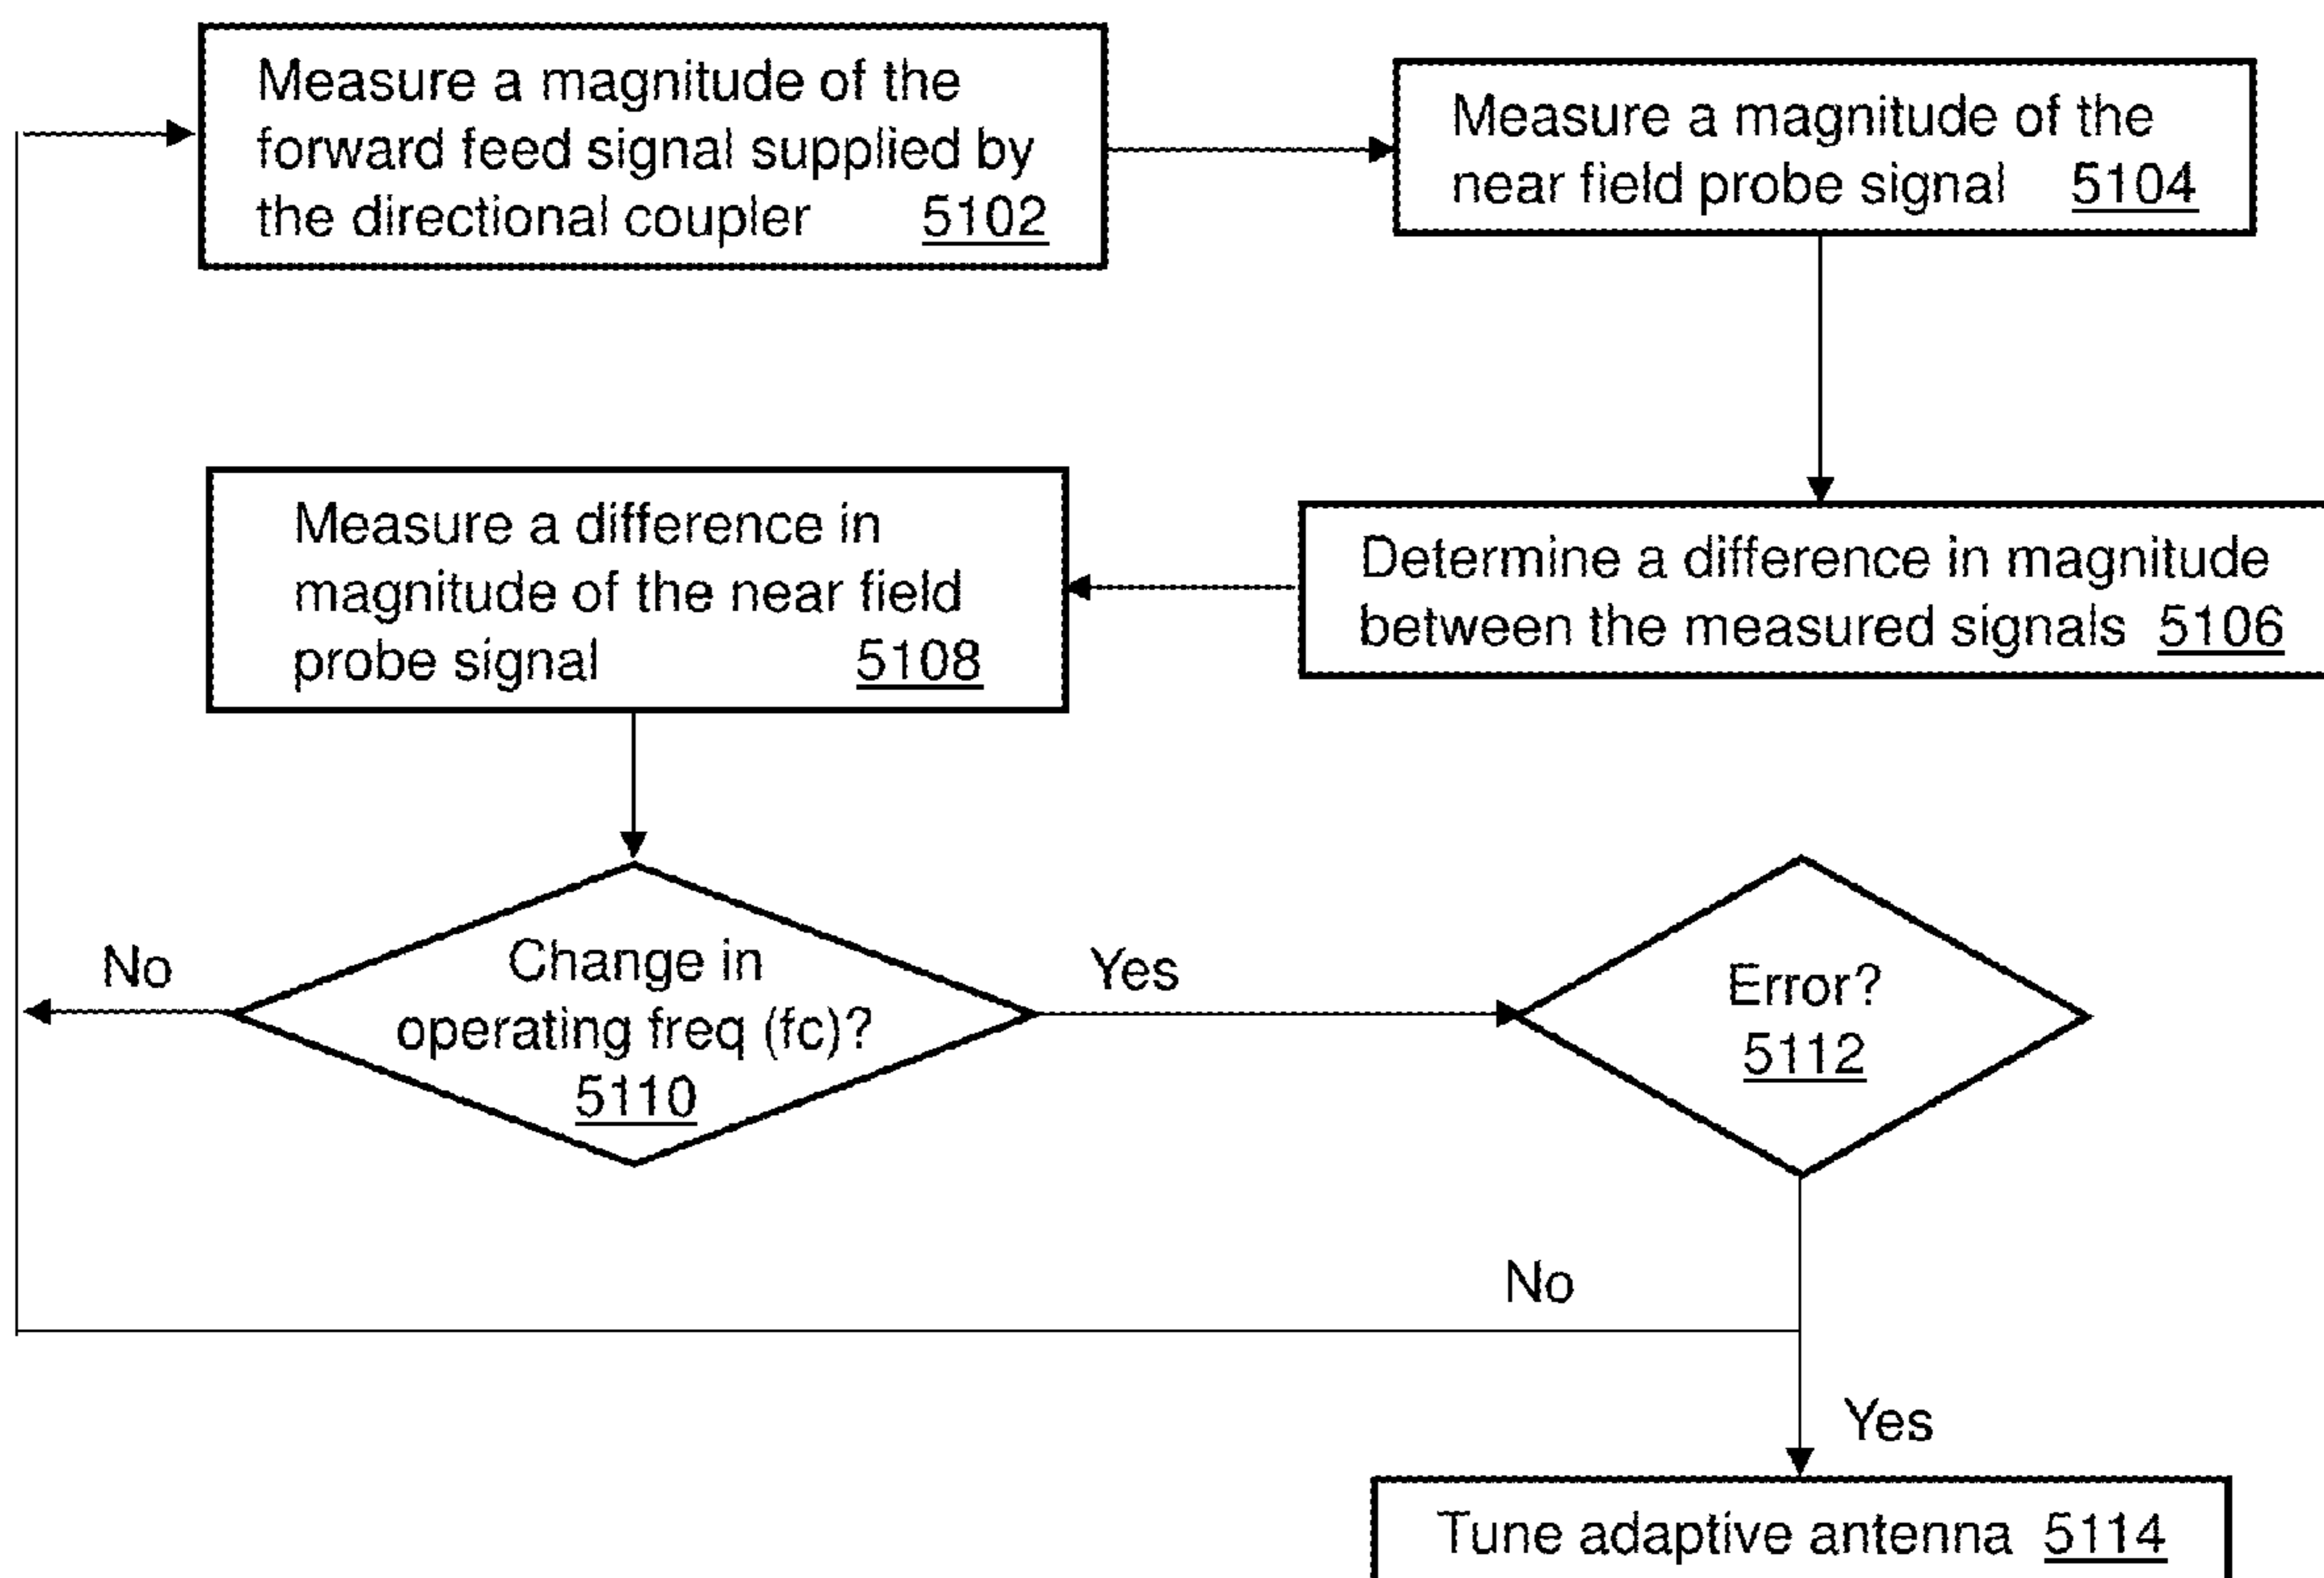 Measure a magnitude of the
forward feed signal supplied by
the directional coupler 5102
Measure a magnitude of the
near field probe signal 5104
Determine a difference in magnitude
between the measured signals 5106
Measure a difference in
magnitude of the near field
probe signal 5108
Change in
operating freq (fc)?
5110
No
Yes
Error?
5112
No
Yes
Tune adaptive antenna 5114